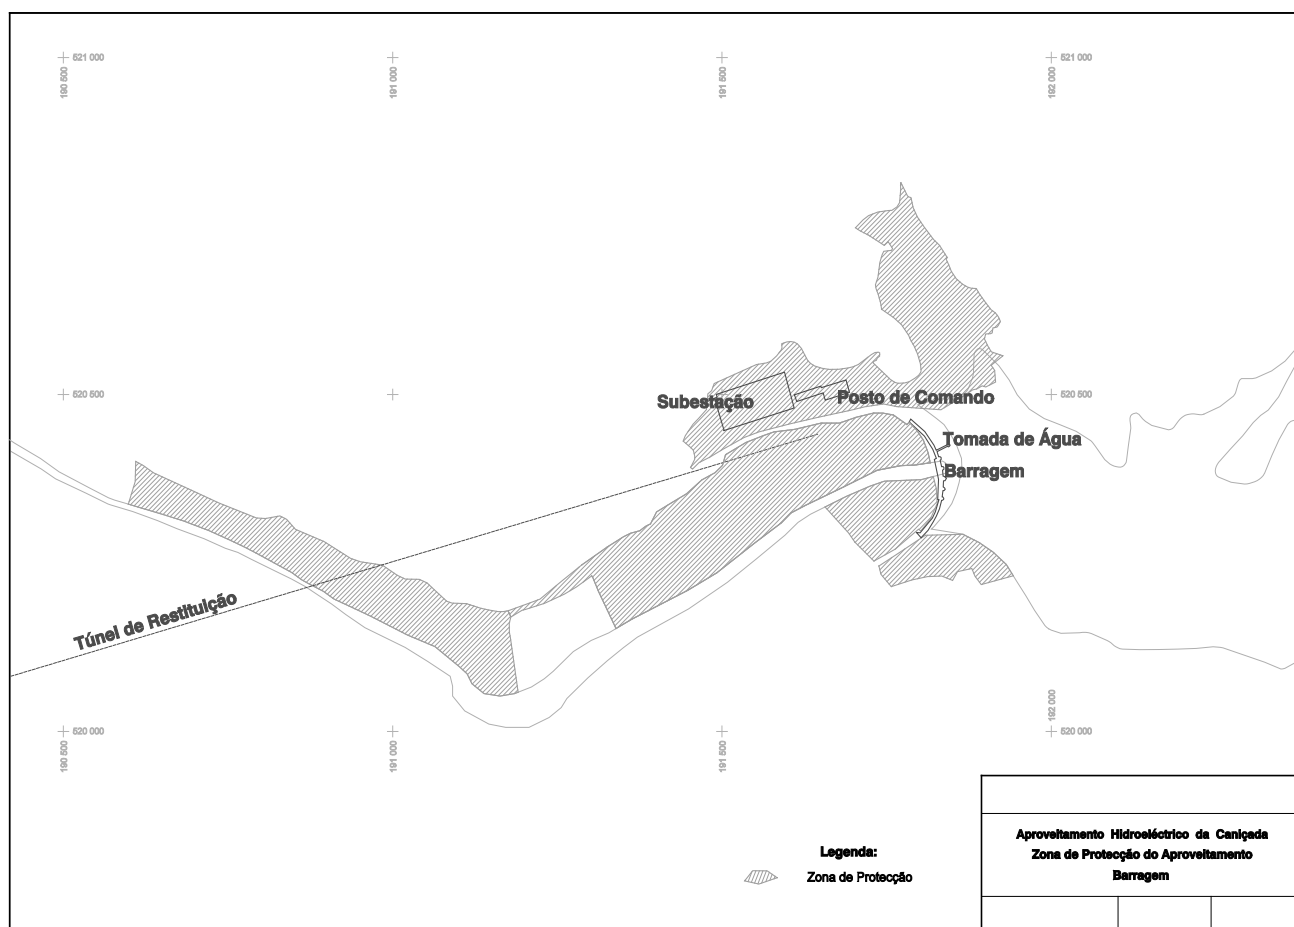 521 000
521 000
190 500
191 000
191 500
192 000
520 500
Subestação
Posto de Comando
520 500
Tomada de Água
Barragem
Túnel de Restituição
192 000
520 000
520 000
190 500
191 000
191 500
Aproveitamento Hidroeléctrico da Caniçada
Zona de Protecção do Aproveitamento
Barragem
Legenda:
Zona de Protecção